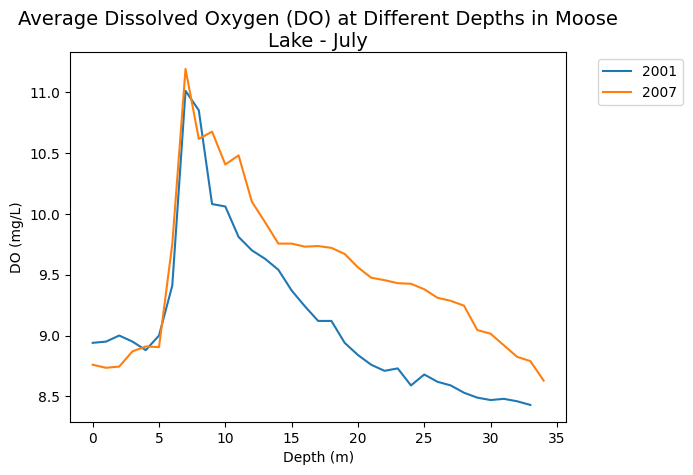 Average Dissolved Oxygen (DO) at Different Depths in Moose
Lake - July
2001
2007
DO (mg/L)
11.0
10.5
10.0
9.5
9.0
8.5
0 5 10 15 20 25 30 35
Depth (m)